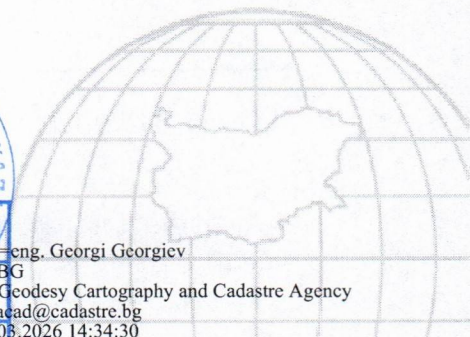 =eng. Georgi Georgiev
BG
Geodesy Cartography and Cadastre Agency
acad@cadastre.bg
03.2026 14:34:30